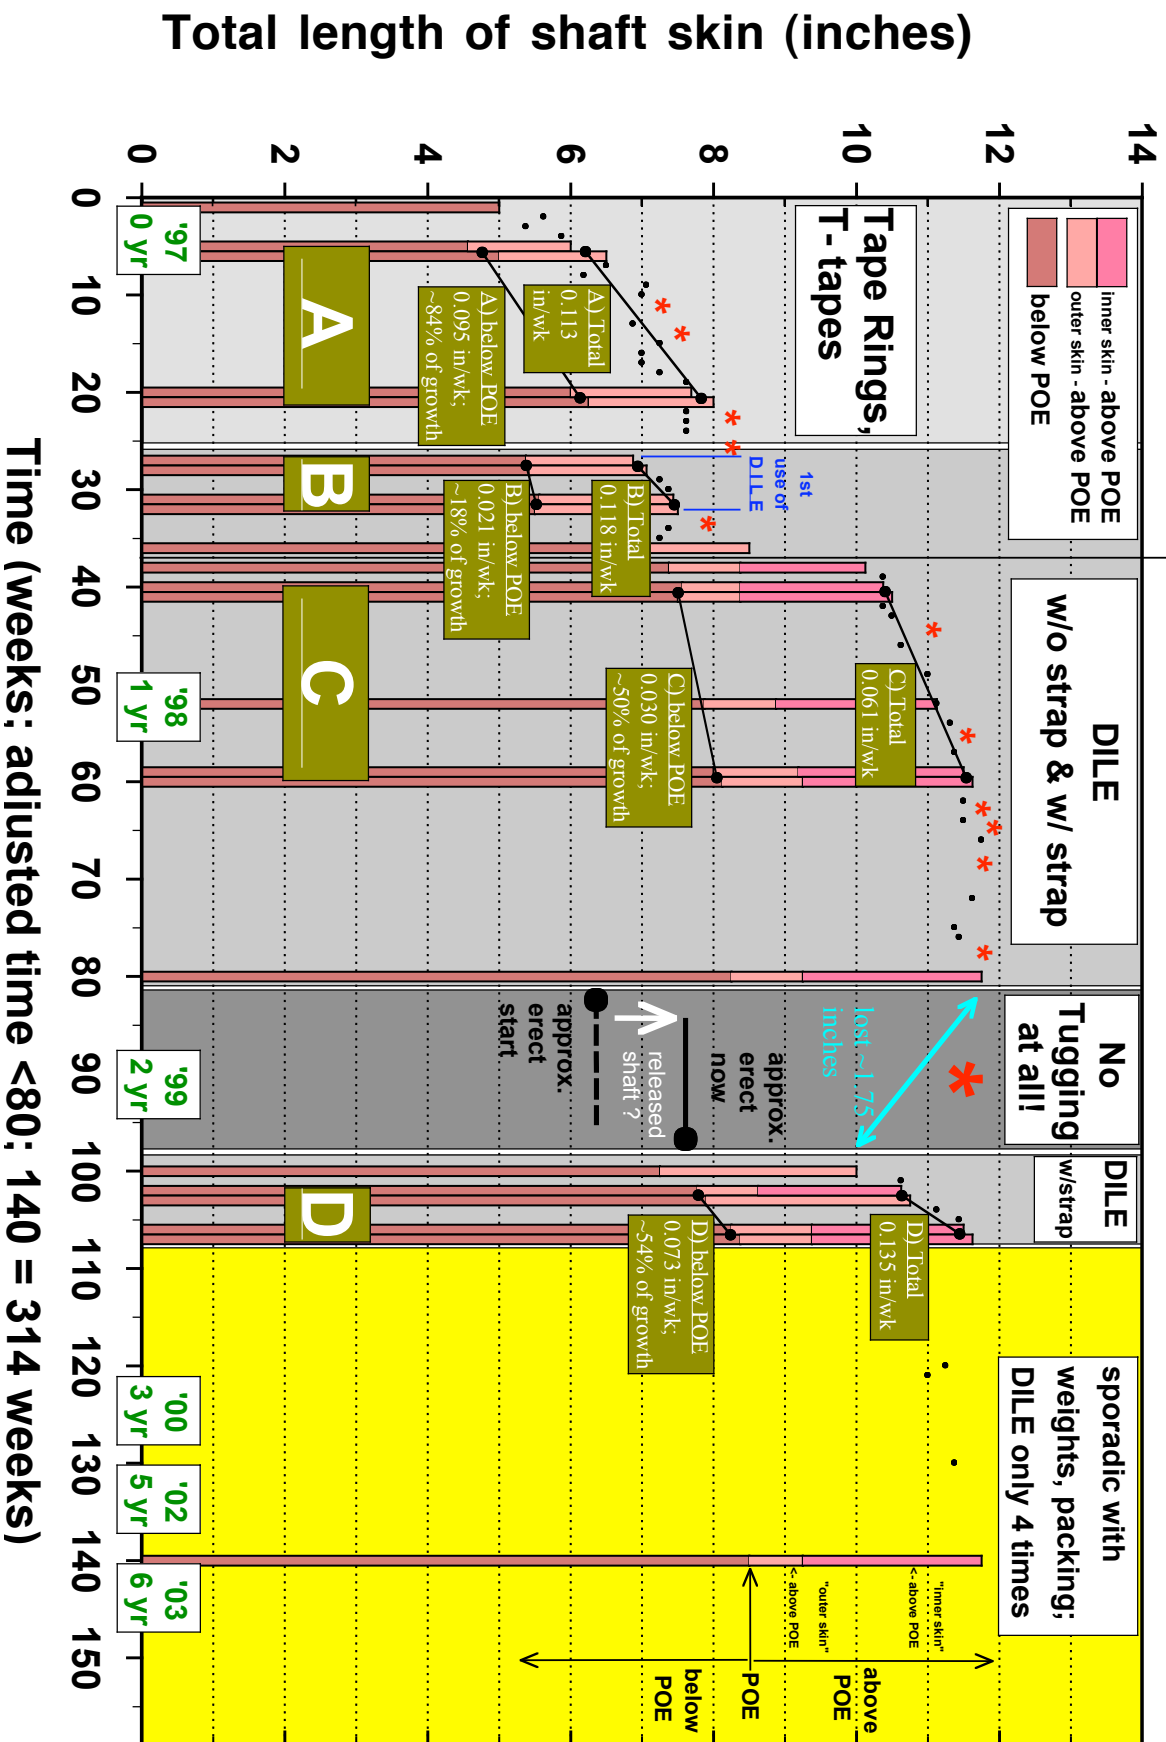 Total length of shaft skin (inches)
14
12
10
8
6
4
2
0
inner skin - above POE
outer skin - above POE
below POE
Tape Rings,
T- tapes
DILE
w/o strap & w/ strap
No
Tugging
at all!
DILE
w/strap
sporadic with
weights, packing;
DILE only 4 times
1st
use of
DILE
A) Total
0.113
in/wk
A) below POE
0.095 in/wk;
~84% of growth
B) Total
0.118 in/wk
B) below POE
0.021 in/wk;
~18% of growth
C) Total
0.061 in/wk
C) below POE
0.030 in/wk;
~50% of growth
lost ~1.75
inches
approx.
erect
now
released
shaft ?
approx.
erect
start
D) Total
0.135 in/wk
D) below POE
0.073 in/wk;
~54% of growth
"inner skin"
<- above POE
"outer skin"
<- above POE
above
POE
POE
below
POE
A
B
C
D
'97
0 yr
'98
1 yr
'99
2 yr
'00
3 yr
'02
5 yr
'03
6 yr
0 10 20 30 40 50 60 70 80 90 100 110 120 130 140 150
Time (weeks; adjusted time <80; 140 = 314 weeks)